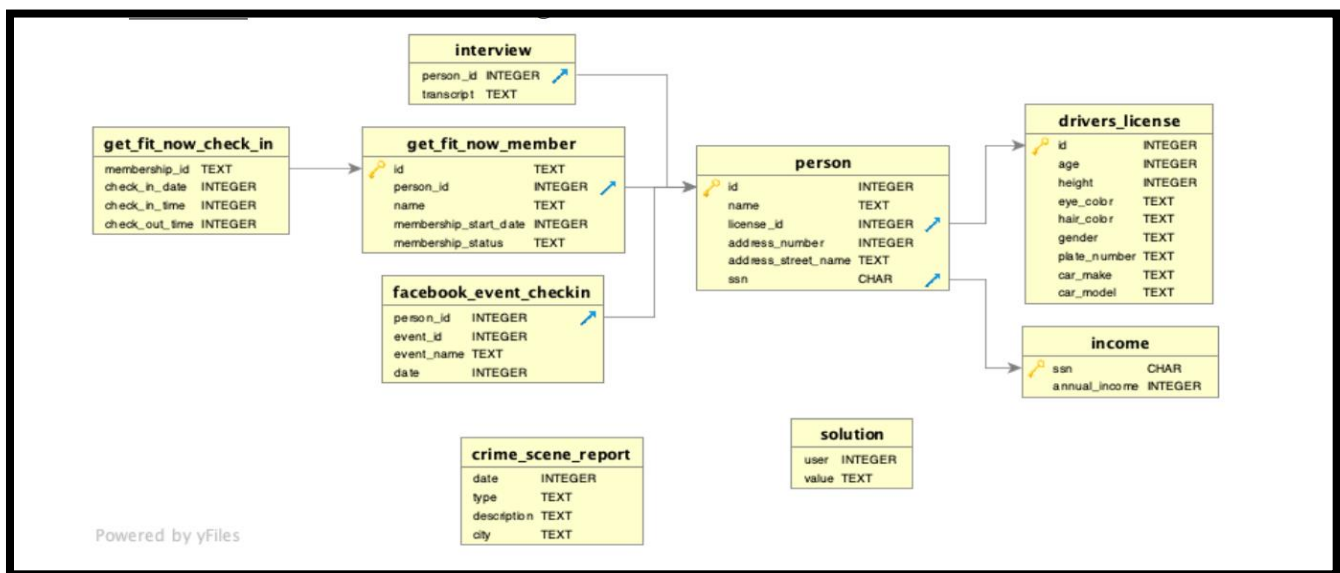 interview
person_id INTEGER
transcript TEXT
get_fit_now_check_in
membership_id TEXT
check_in_date INTEGER
check_in_time INTEGER
check_out_time INTEGER
get_fit_now_member
id TEXT
person_id INTEGER
name TEXT
membership_start_date INTEGER
membership_status TEXT
facebook_event_checkin
person_id INTEGER
event_id INTEGER
event_name TEXT
date INTEGER
person
id INTEGER
name TEXT
license_id INTEGER
address_number INTEGER
address_street_name TEXT
ssn CHAR
drivers_license
id INTEGER
age INTEGER
height INTEGER
eye_color TEXT
hair_color TEXT
gender TEXT
plate_number TEXT
car_make TEXT
car_model TEXT
income
ssn CHAR
annual_income INTEGER
solution
user INTEGER
value TEXT
crime_scene_report
date INTEGER
type TEXT
description TEXT
city TEXT
Powered by yFiles